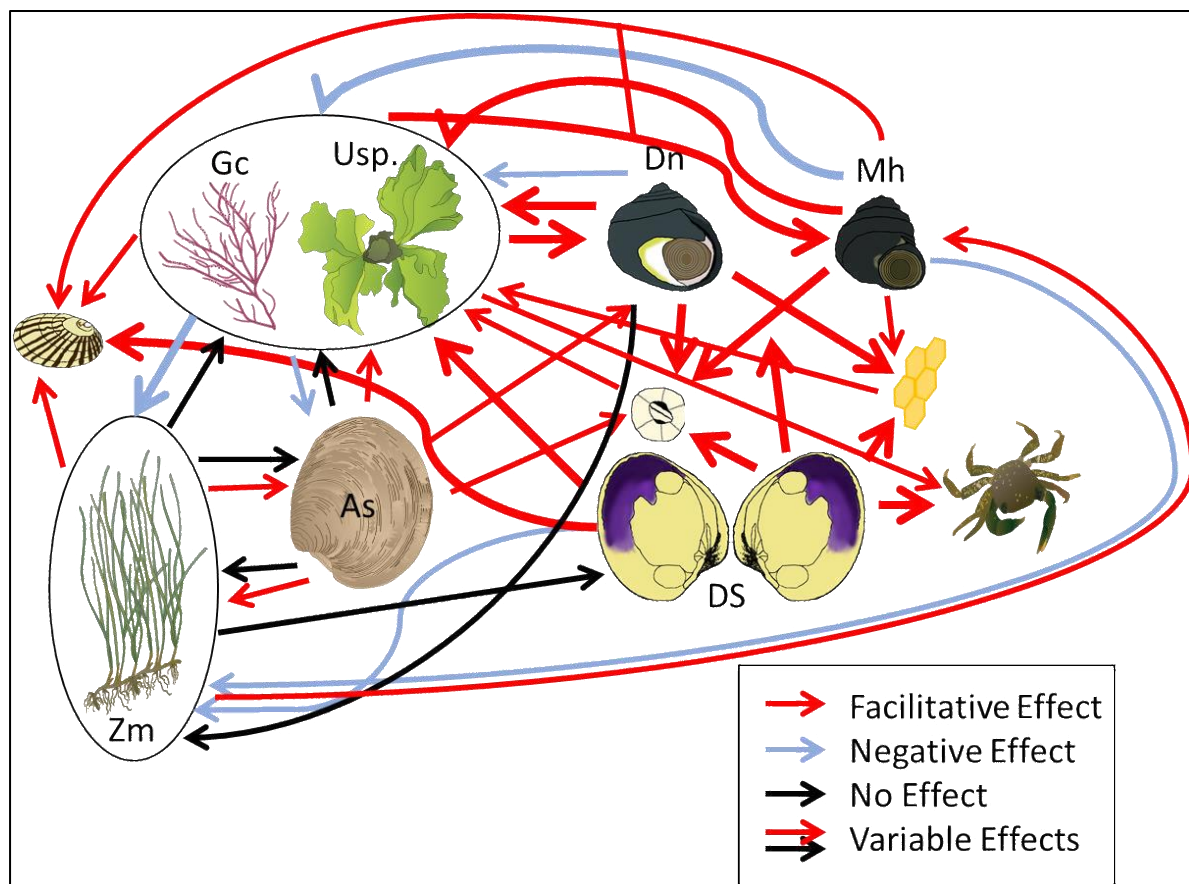 Gc
Usp.
Dn
Mh
As
DS
Zm
Facilitative Effect
Negative Effect
No Effect
Variable Effects